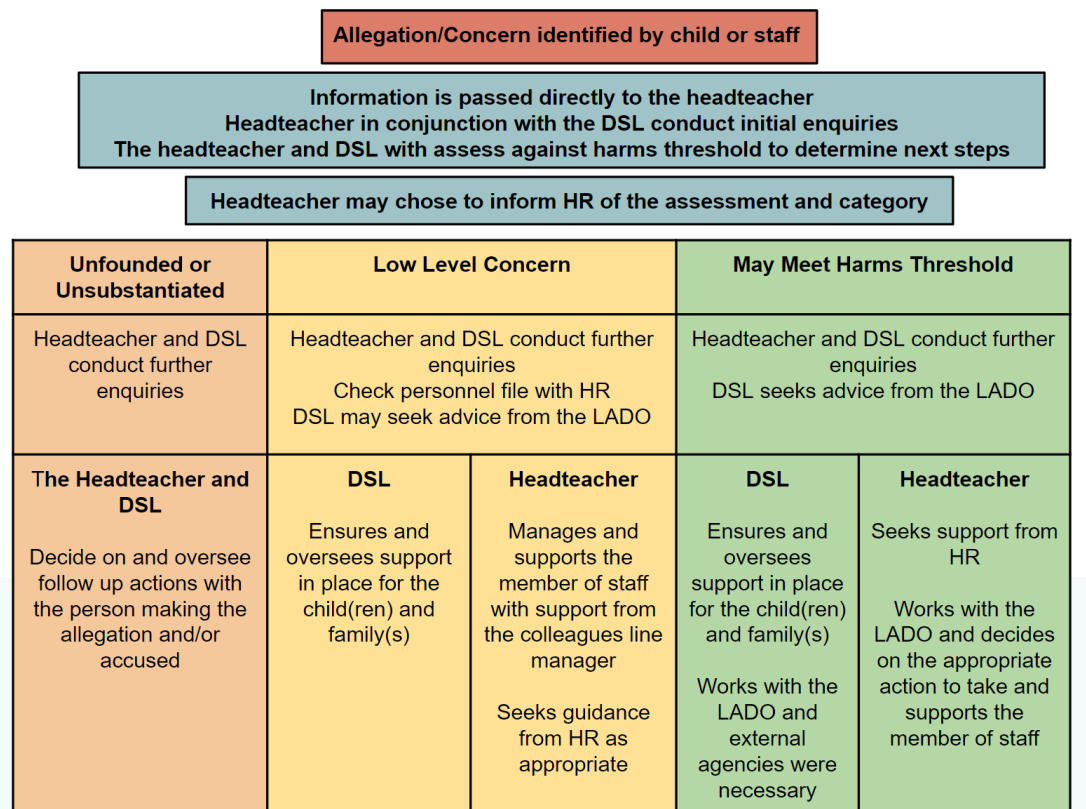 Allegation/Concern identified by child or staff
Information is passed directly to the headteacher
Headteacher in conjunction with the DSL conduct initial enquiries
The headteacher and DSL with assess against harms threshold to determine next steps
Headteacher may chose to inform HR of the assessment and category
Unfounded or
Unsubstantiated
Low Level Concern
May Meet Harms Threshold
Headteacher and DSL
conduct further
enquiries
Headteacher and DSL conduct further
enquiries
Check personnel file with HR
DSL may seek advice from the LADO
Headteacher and DSL conduct further
enquiries
DSL seeks advice from the LADO
The Headteacher and
DSL
Decide on and oversee
follow up actions with
the person making the
allegation and/or
accused
DSL
Ensures and
oversees support
in place for the
child(ren) and
family(s)
Headteacher
Manages and
supports the
member of staff
with support from
the colleagues line
manager
Seeks guidance
from HR as
appropriate
DSL
Ensures and
oversees
support in place
for the child(ren)
and family(s)
Works with the
LADO and
external
agencies were
necessary
Headteacher
Seeks support from
HR
Works with the
LADO and decides
on the appropriate
action to take and
supports the
member of staff